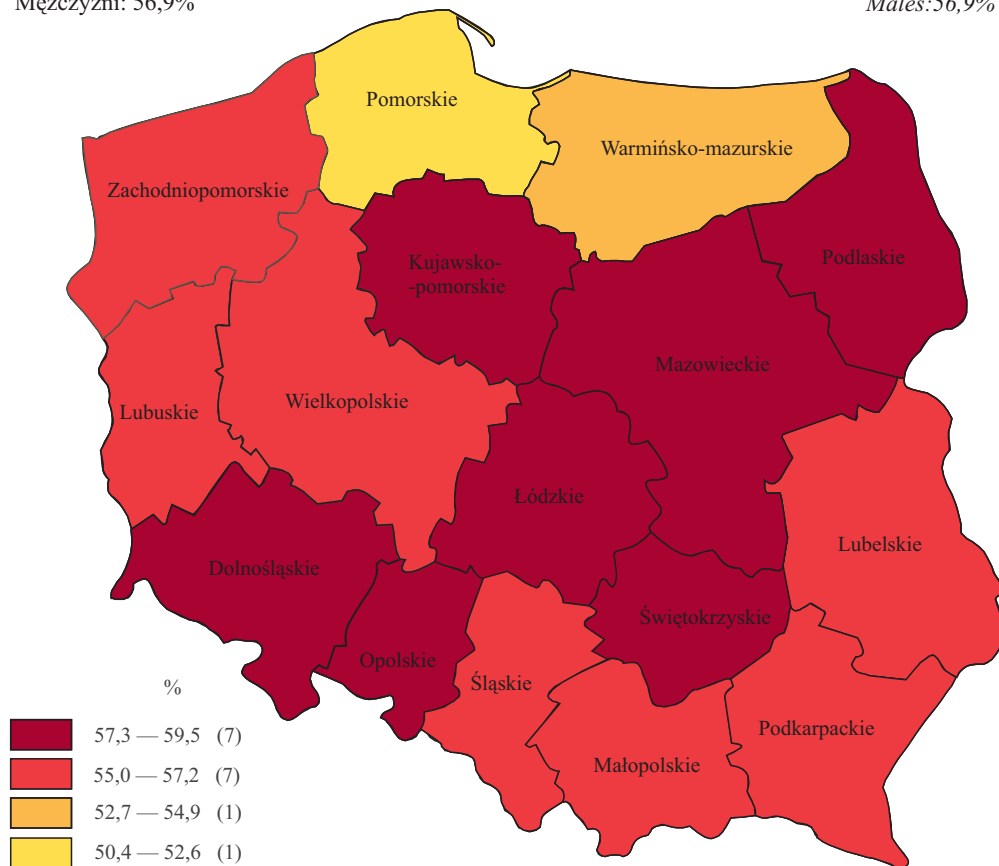 Mężczyźni: 56,9%
Males:56,9%
Pomorskie
Warmińsko-mazurskie
Zachodniopomorskie
Kujawsko-
-pomorskie
Podlaskie
Mazowieckie
Wielkopolskie
Lubuskie
Łódzkie
Lubelskie
Dolnośląskie
Świętokrzyskie
Opolskie
Śląskie
Podkarpackie
Małopolskie
%
57,3 — 59,5 (7)
55,0 — 57,2 (7)
52,7 — 54,9 (1)
50,4 — 52,6 (1)